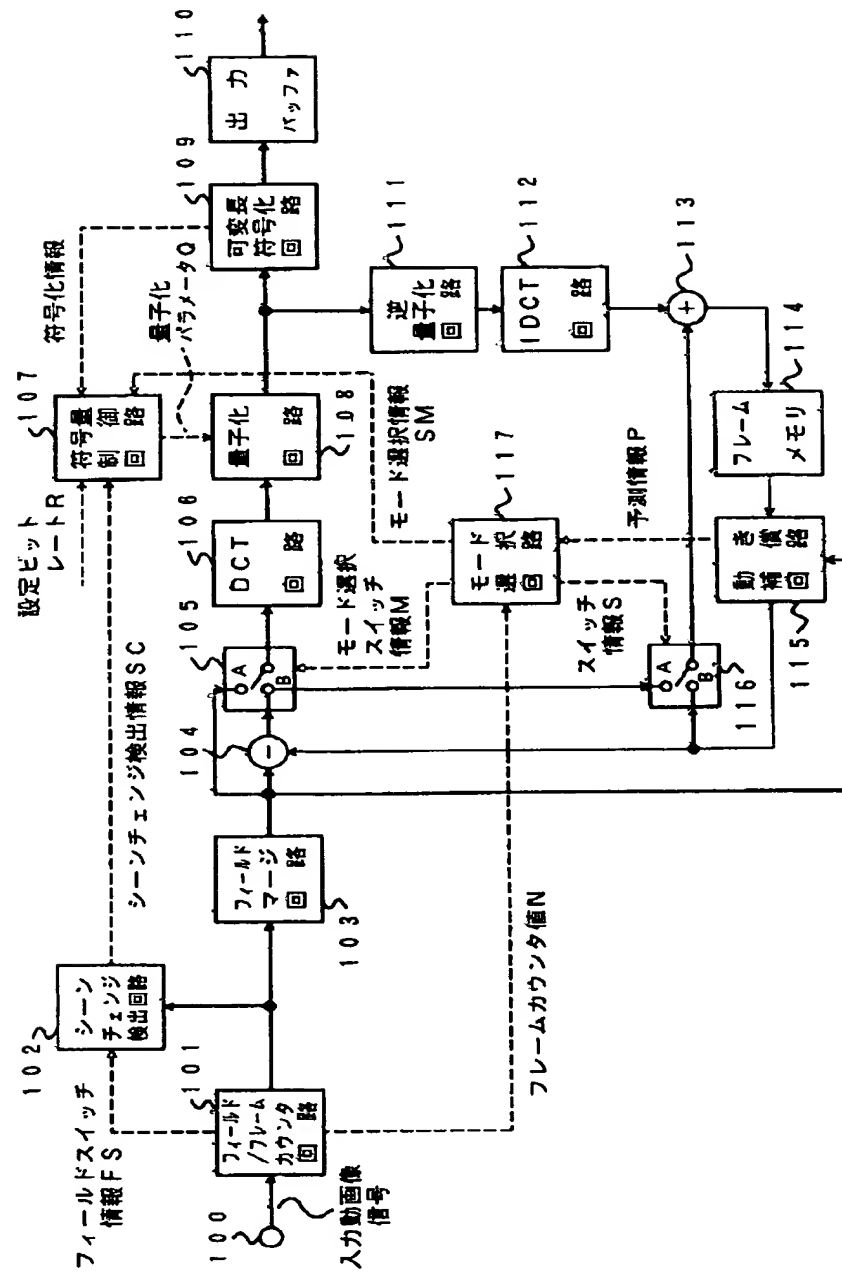 100
入力動画像
信号
フィールドスイッチ
情報FS
101
フィールド
/フレーム
カウンタ
回路
102
シーン
チェンジ
検出回路
シーンチェンジ検出情報SC
フィールド
マージ
回路
103
フレームカウンタ値N
104
-
105
A
B
モード選択
スイッチ
情報M
106
DCT
回路
設定ビット
レートR
107
符号量
制御
回路
符号化情報
量子化
パラメータQ
量子化
回路
108
モード選択情報
SM
109
可変長
符号化
回路
110
出力
バッファ
111
逆
量子化
回路
112
IDCT
回路
+
113
114
フレーム
メモリ
動き
補償
回路
115
予測情報P
117
モード
選択
回路
スイッチ
情報S
A
B
116